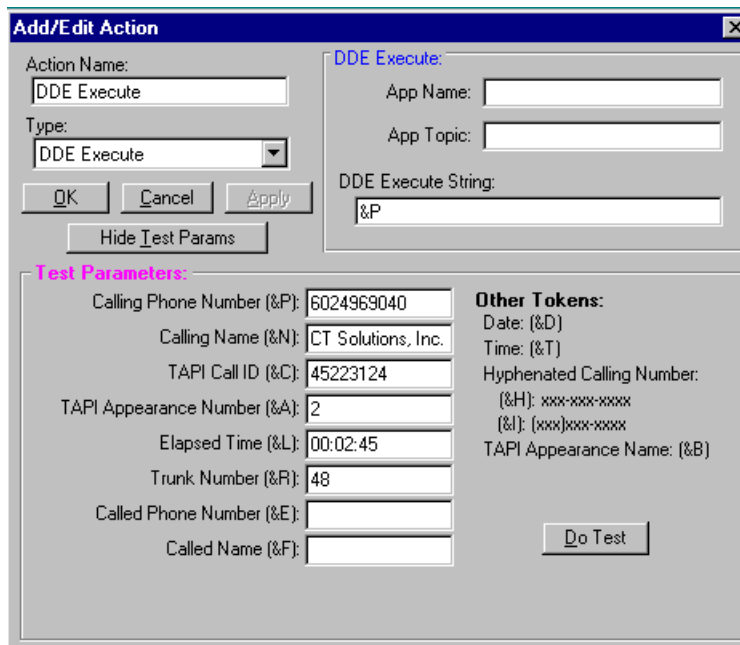 Add/Edit Action
Action Name:
DDE Execute
Type:
DDE Execute
OK Cancel Apply
Hide Test Params
DDE Execute:
App Name:
App Topic:
DDE Execute String:
&P
Test Parameters:
Calling Phone Number (&P): 6024969040
Calling Name (&N): CT Solutions, Inc.
TAPI Call ID (&C): 45223124
TAPI Appearance Number (&A): 2
Elapsed Time (&L): 00:02:45
Trunk Number (&R): 48
Called Phone Number (&E):
Called Name (&F):
Other Tokens:
Date: (&D)
Time: (&T)
Hyphenated Calling Number:
(&H): xxx-xxx-xxxx
(&I): (xxx)xxx-xxxx
TAPI Appearance Name: (&B)
Do Test